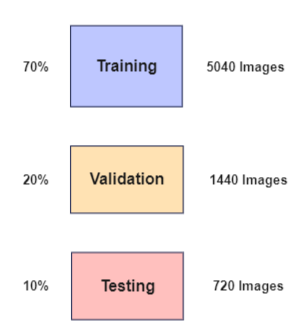 70% Training 5040 Images
20% Validation 1440 Images
10% Testing 720 Images